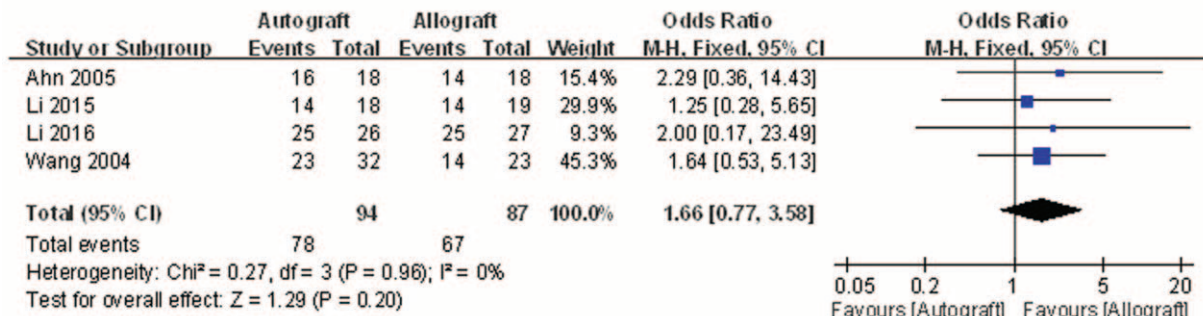 Autograft Allograft Odds Ratio Odds Ratio
Study or Subgroup Events Total Events Total Weight M-H, Fixed, 95% CI M-H, Fixed, 95% CI
Ahn 2005 16 18 14 18 15.4% 2.29 [0.36, 14.43]
Li 2015 14 18 14 19 29.9% 1.25 [0.28, 5.65]
Li 2016 25 26 25 27 9.3% 2.00 [0.17, 23.49]
Wang 2004 23 32 14 23 45.3% 1.64 [0.53, 5.13]
Total (95% CI) 94 87 100.0% 1.66 [0.77, 3.58]
Total events 78 67
Heterogeneity: Chi² = 0.27, df = 3 (P = 0.96); I² = 0%
Test for overall effect: Z = 1.29 (P = 0.20)
0.05 0.2 1 5 20
Favours [Autograft] Favours [Allograft]